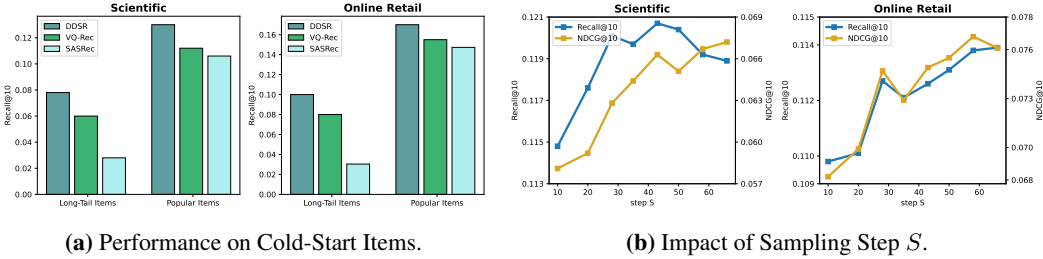 Scientific
DDSR
VQ-Rec
SASRec
Recall@10
0.12
0.10
0.08
0.06
0.04
0.02
0.00
Long-Tail Items
Popular Items
Online Retail
DDSR
VQ-Rec
SASRec
Recall@10
0.16
0.14
0.12
0.10
0.08
0.06
0.04
0.02
0.00
Long-Tail Items
Popular Items
(a) Performance on Cold-Start Items.
Scientific
Recall@10
NDCG@10
Recall@10
0.121
0.119
0.117
0.115
0.113
10 20 30 40 50 60
step S
0.069
0.066
0.063
0.060
0.057
NDCG@10
Online Retail
Recall@10
NDCG@10
Recall@10
0.114
0.112
0.110
0.109
10 20 30 40 50 60
step S
0.078
0.076
0.073
0.070
0.068
NDCG@10
(b) Impact of Sampling Step S.